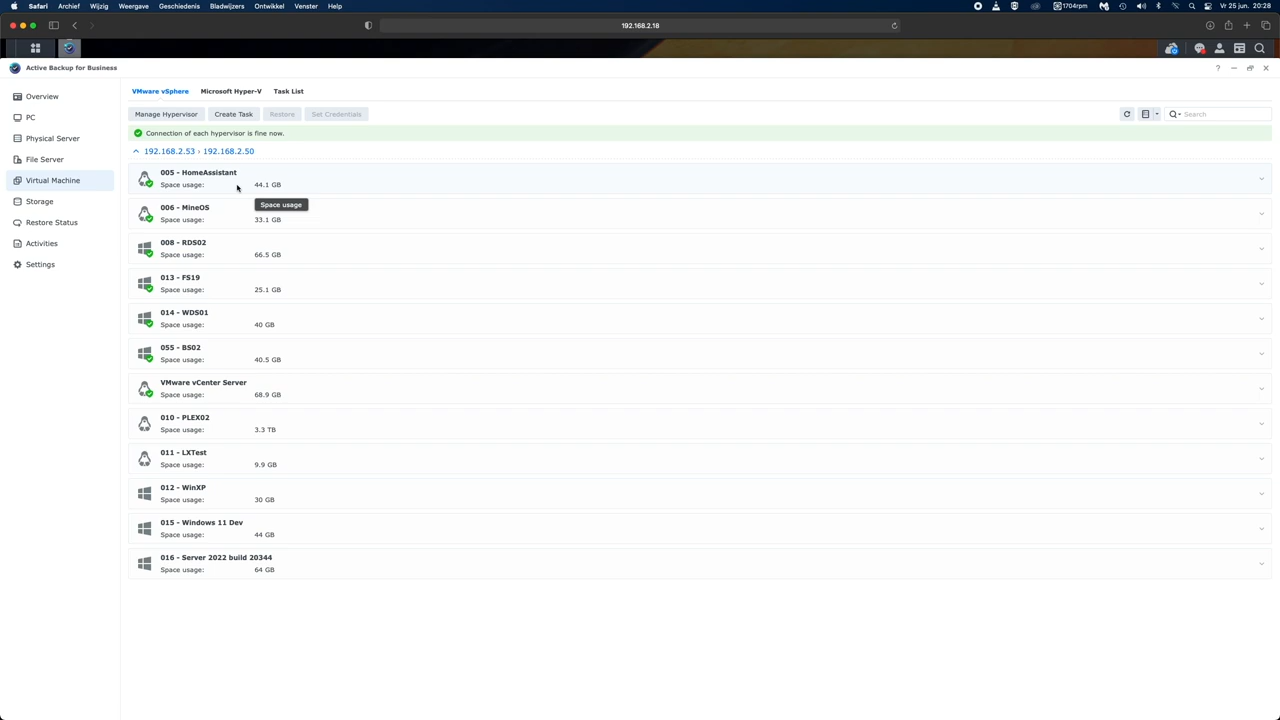 Safari Archief Wijzig Weergave Geschiedenis Bladwijzers Ontwikkel Venster Help 1704rpm Vr 25 jun. 20:28
192.168.2.18
Active Backup for Business
Overview
PC
Physical Server
File Server
Virtual Machine
Storage
Restore Status
Activities
Settings
VMware vSphere Microsoft Hyper-V Task List
Manage Hypervisor Create Task Restore Set Credentials Search
Connection of each hypervisor is fine now.
192.168.2.53 › 192.168.2.50
005 - HomeAssistant
Space usage: 44.1 GB
Space usage
006 - MineOS
Space usage: 33.1 GB
008 - RDS02
Space usage: 66.5 GB
013 - FS19
Space usage: 25.1 GB
014 - WDS01
Space usage: 40 GB
055 - BS02
Space usage: 40.5 GB
VMware vCenter Server
Space usage: 68.9 GB
010 - PLEX02
Space usage: 3.3 TB
011 - LXTest
Space usage: 9.9 GB
012 - WinXP
Space usage: 30 GB
015 - Windows 11 Dev
Space usage: 44 GB
016 - Server 2022 build 20344
Space usage: 64 GB